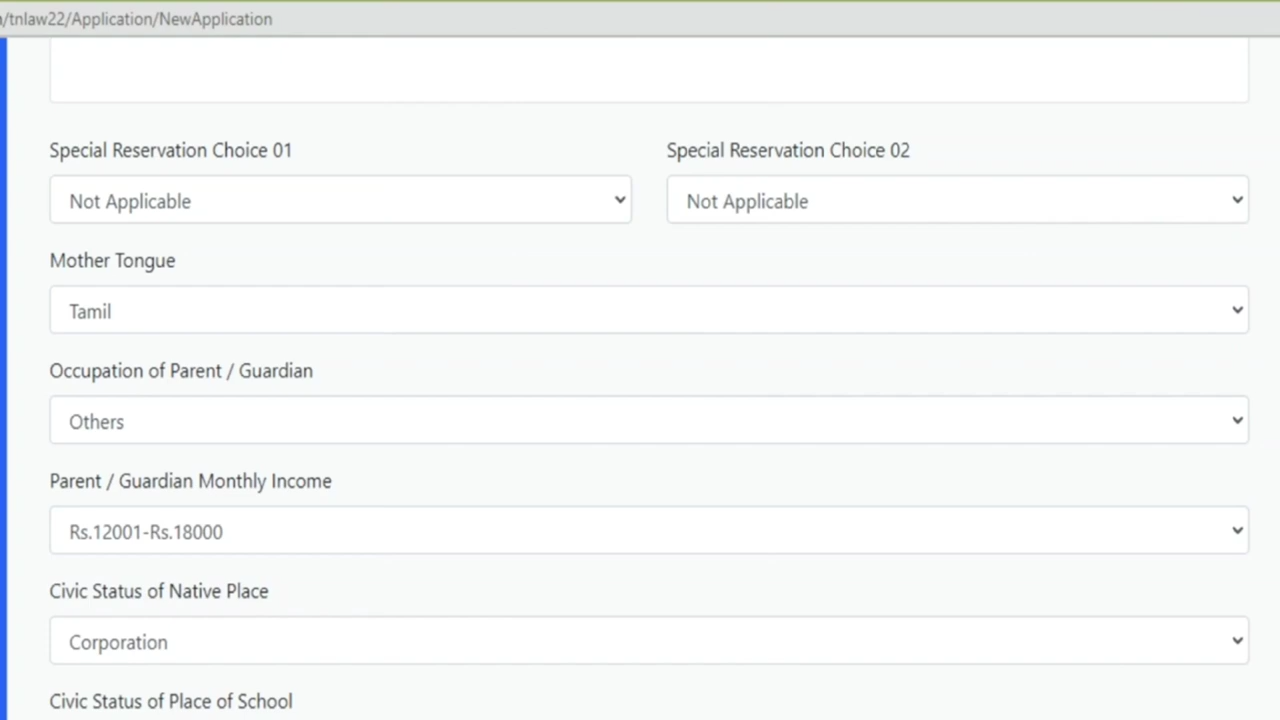 /tnlaw22/Application/NewApplication
Special Reservation Choice 01
Special Reservation Choice 02
Not Applicable
Not Applicable
Mother Tongue
Tamil
Occupation of Parent / Guardian
Others
Parent / Guardian Monthly Income
Rs.12001-Rs.18000
Civic Status of Native Place
Corporation
Civic Status of Place of School